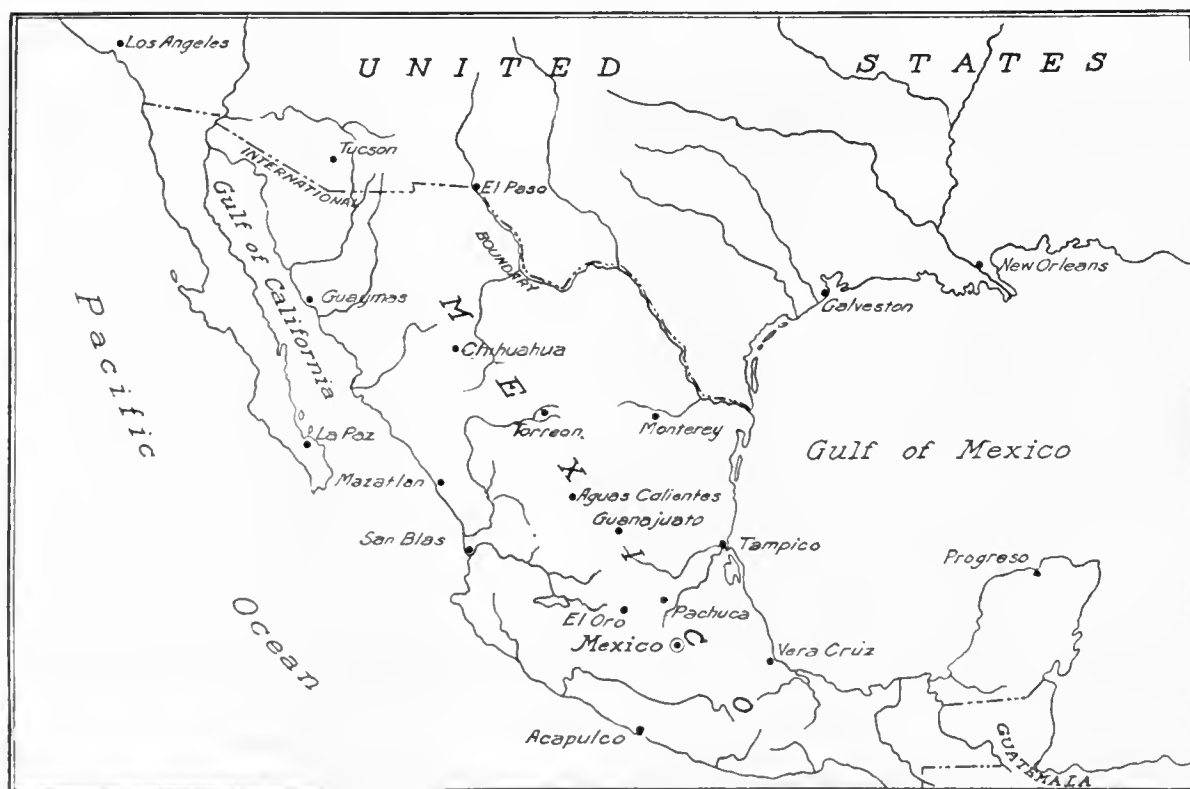 Los Angeles
UNITED STATES
Tucson
INTERNATIONAL
El Paso
BOUNDARY
Gulf of California
New Orleans
Galveston
Guaymas
Pacific
Ocean
MEXICO
Chihuahua
Torreon.
Monterey
La Paz
Gulf of Mexico
Mazatlan
Aguas Calientes
Guanajuato
San Blas
Tampico
Progreso
El Oro
Pachuca
Mexico
Vera Cruz
Acapulco
GUATEMALA